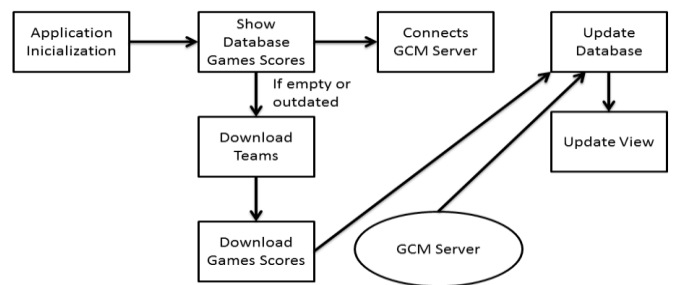 Application
Inicialization
Show
Database
Games Scores
Connects
GCM Server
Update
Database
If empty or
outdated
Download
Teams
Update View
Download
Games Scores
GCM Server